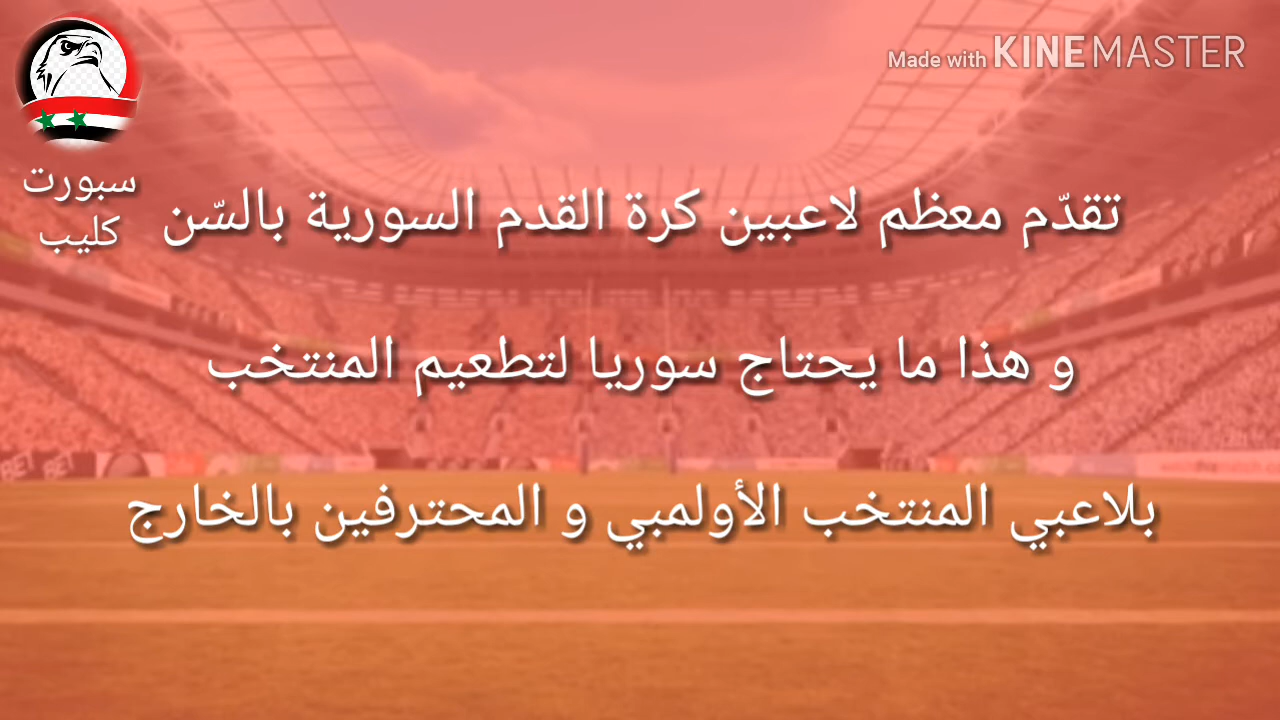 Made with KINEMASTER
سبورت
كليب
تقدّم معظم لاعبين كرة القدم السورية بالسّن
و هذا ما يحتاج سوريا لتطعيم المنتخب
بلاعبي المنتخب الأولمبي و المحترفين بالخارج